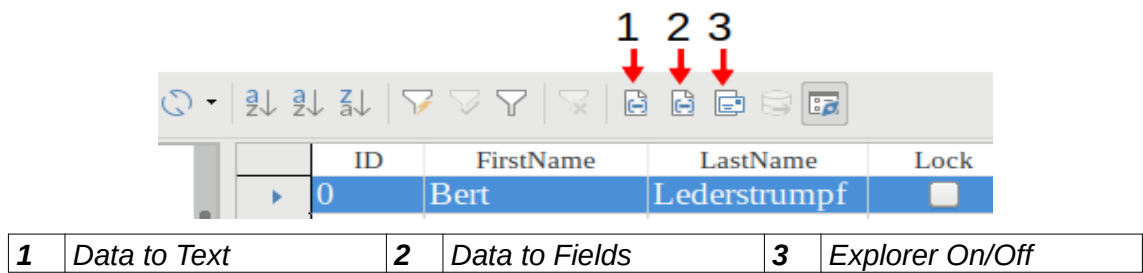 1 2 3
ID FirstName LastName Lock
0 Bert Lederstrumpf
1 Data to Text 2 Data to Fields 3 Explorer On/Off